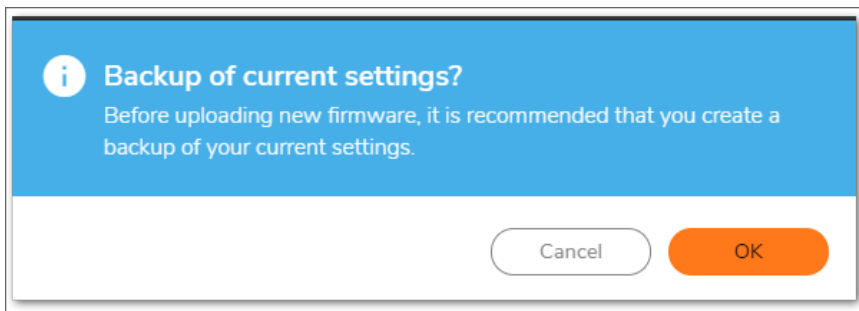 Backup of current settings?
Before uploading new firmware, it is recommended that you create a
backup of your current settings.
Cancel
OK